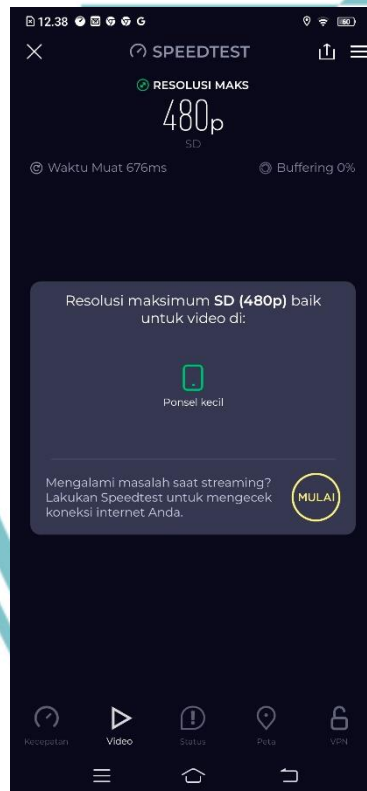 12.38
SPEEDTEST
RESOLUSI MAKS
480p
SD
Waktu Muat 676ms
Buffering 0%
Resolusi maksimum SD (480p) baik
untuk video di:
Ponsel kecil
Mengalami masalah saat streaming?
Lakukan Speedtest untuk mengecek
koneksi internet Anda.
MULAI
Kecepatan
Video
Status
Peta
VPN